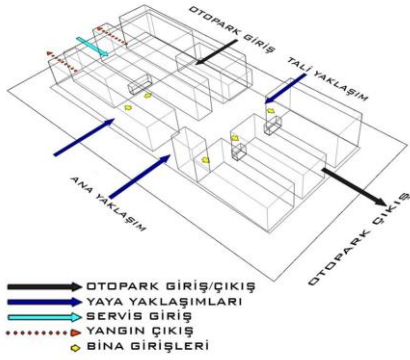 OTOPARK GİRİŞ
TALİ YAKLAŞIM
ANA YAKLAŞIM
OTOPARK ÇIKIŞ
OTOPARK GİRİŞ/ÇIKIŞ
YAYA YAKLAŞIMLARI
SERVİS GİRİŞ
YANGIN ÇIKIŞ
BİNA GİRİŞLERİ